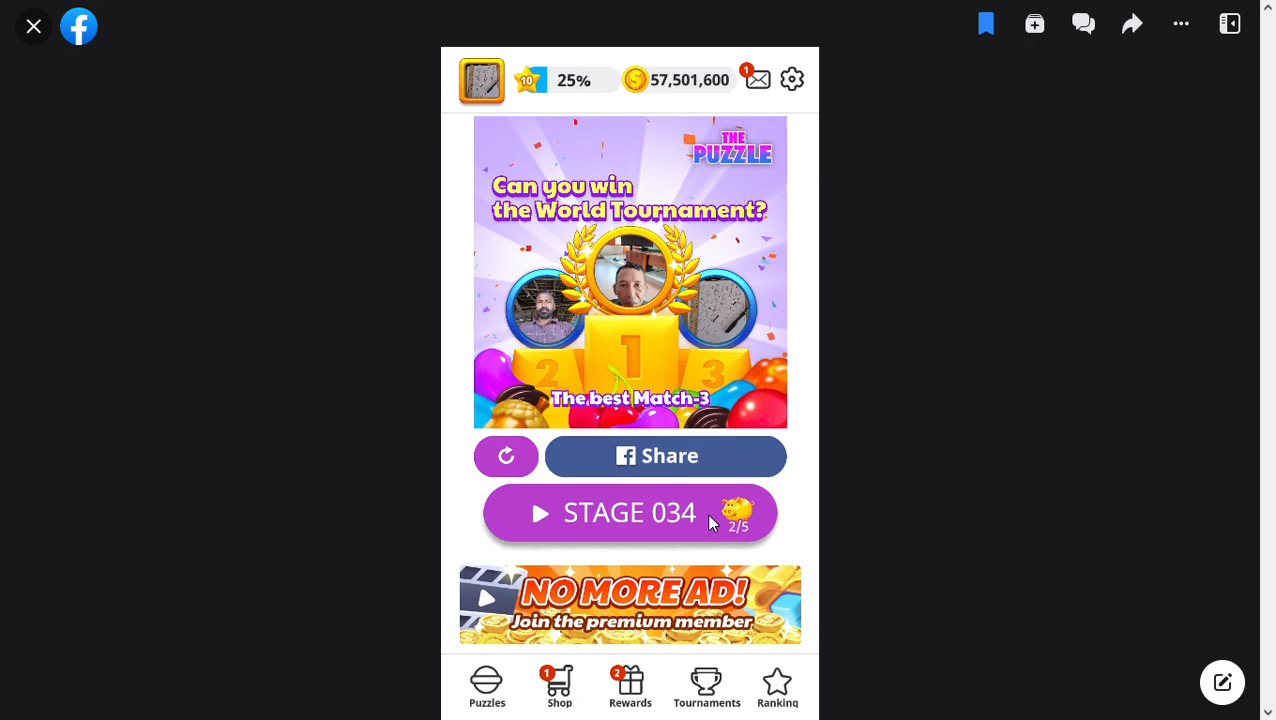 10
25%
57,501,600
1
THE
PUZZLE
Can you win
the World Tournament?
1
2
3
The best Match-3
Share
STAGE 034
2/5
NO MORE AD!
Join the premium member
1
2
Puzzles
Shop
Rewards
Tournaments
Ranking